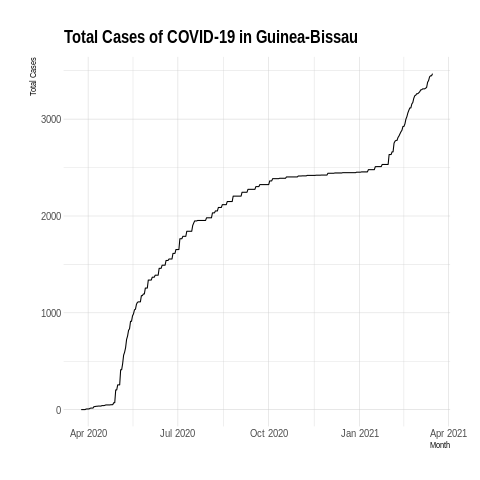 Total Cases of COVID-19 in Guinea-Bissau
Total Cases
3000
2000
1000
0
Apr 2020
Jul 2020
Oct 2020
Jan 2021
Apr 2021
Month